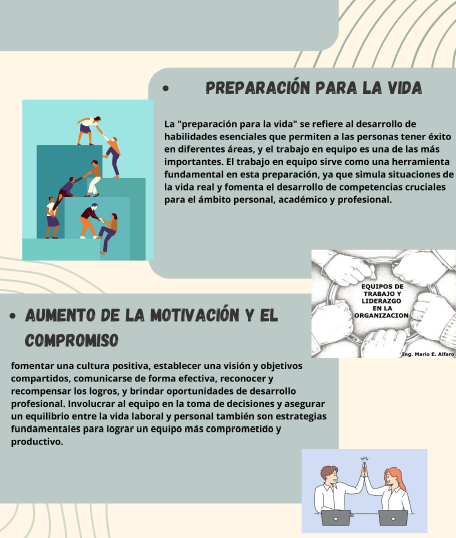 • PREPARACIÓN PARA LA VIDA
La "preparación para la vida" se refiere al desarrollo de
habilidades esenciales que permiten a las personas tener éxito
en diferentes áreas, y el trabajo en equipo es una de las más
importantes. El trabajo en equipo sirve como una herramienta
fundamental en esta preparación, ya que simula situaciones de
la vida real y fomenta el desarrollo de competencias cruciales
para el ámbito personal, académico y profesional.
EQUIPOS DE
TRABAJO Y
LIDERAZGO
EN LA
ORGANIZACION
Ing. Mario E. Alfaro
• AUMENTO DE LA MOTIVACIÓN Y EL
COMPROMISO
fomentar una cultura positiva, establecer una visión y objetivos
compartidos, comunicarse de forma efectiva, reconocer y
recompensar los logros, y brindar oportunidades de desarrollo
profesional. Involucrar al equipo en la toma de decisiones y asegurar
un equilibrio entre la vida laboral y personal también son estrategias
fundamentales para lograr un equipo más comprometido y
productivo.